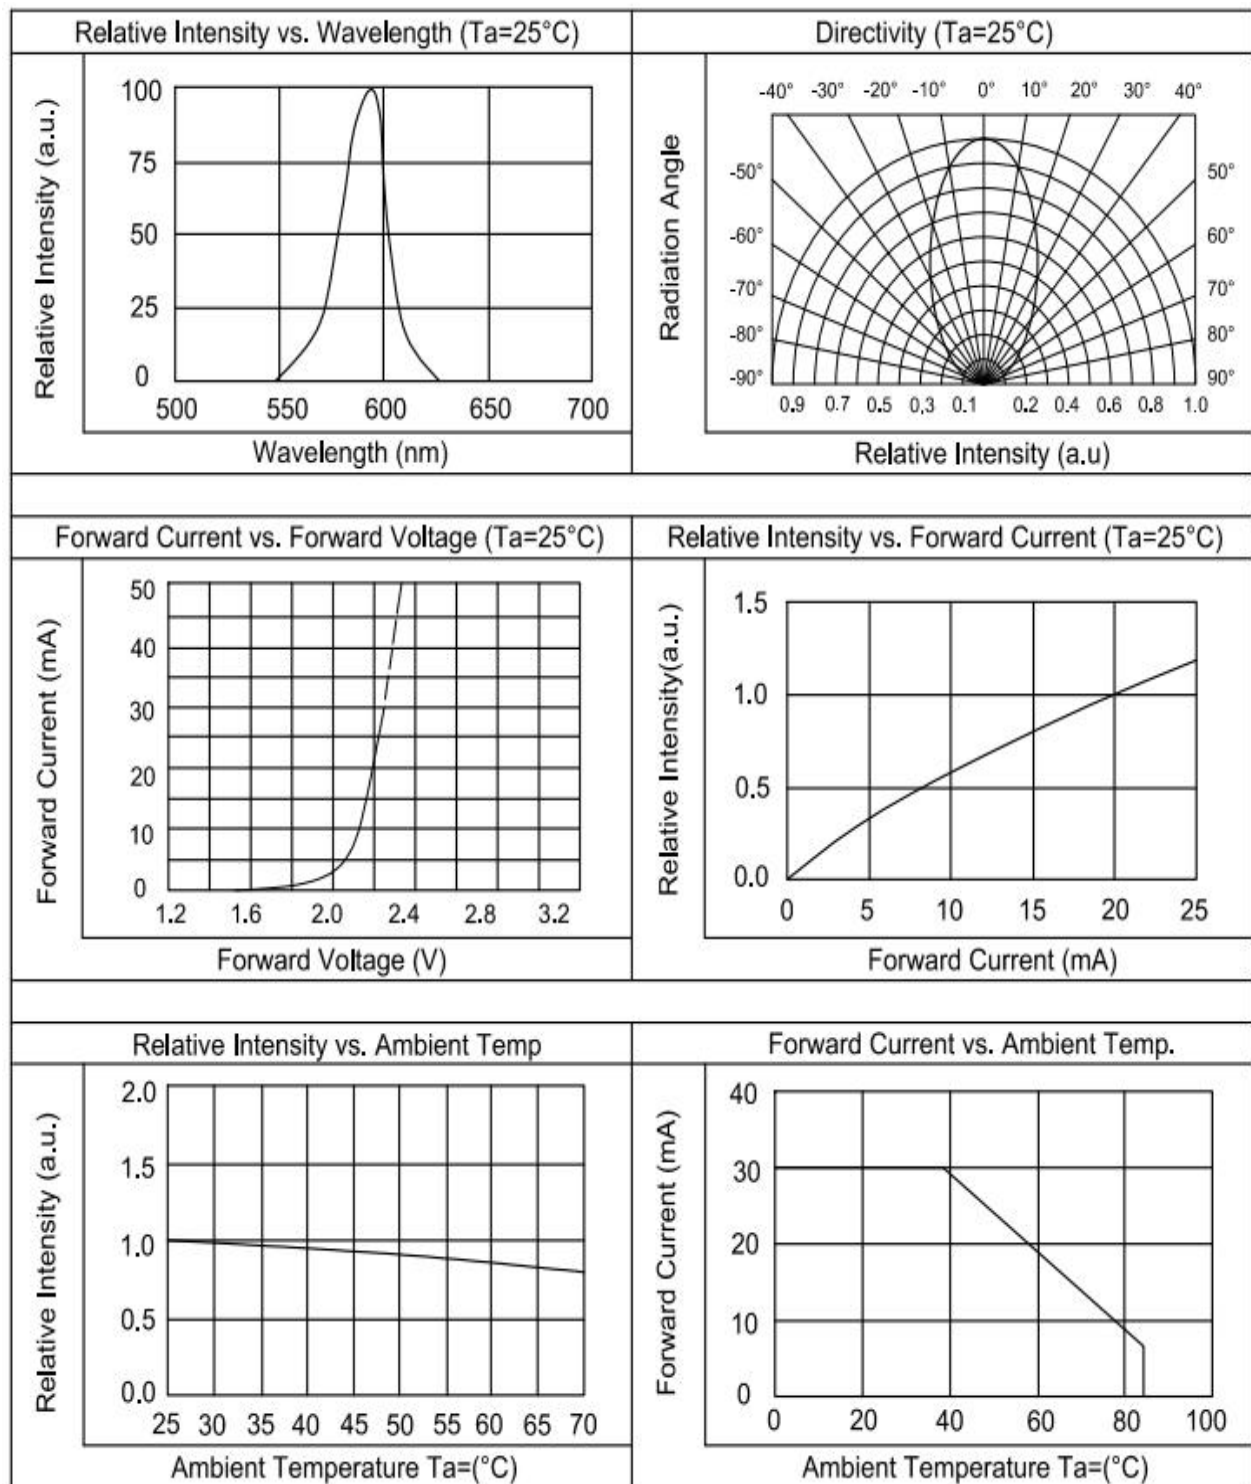 Relative Intensity vs. Wavelength (Ta=25°C)
Relative Intensity (a.u.)
100
75
50
25
0
500 550 600 650 700
Wavelength (nm)
Directivity (Ta=25°C)
Radiation Angle
-40° -30° -20° -10° 0° 10° 20° 30° 40°
-50° 50°
-60° 60°
-70° 70°
-80° 80°
-90° 90°
0.9 0.7 0.5 0,3 0.1 0.2 0.4 0.6 0.8 1.0
Relative Intensity (a.u)
Forward Current vs. Forward Voltage (Ta=25°C)
Forward Current (mA)
50
40
30
20
10
0
1.2 1.6 2.0 2.4 2.8 3.2
Forward Voltage (V)
Relative Intensity vs. Forward Current (Ta=25°C)
Relative Intensity(a.u.)
1.5
1.0
0.5
0.0
0 5 10 15 20 25
Forward Current (mA)
Relative Intensity vs. Ambient Temp
Relative Intensity (a.u.)
2.0
1.5
1.0
0.5
0.0
25 30 35 40 45 50 55 60 65 70
Ambient Temperature Ta=(°C)
Forward Current vs. Ambient Temp.
Forward Current (mA)
40
30
20
10
0
0 20 40 60 80 100
Ambient Temperature Ta=(°C)